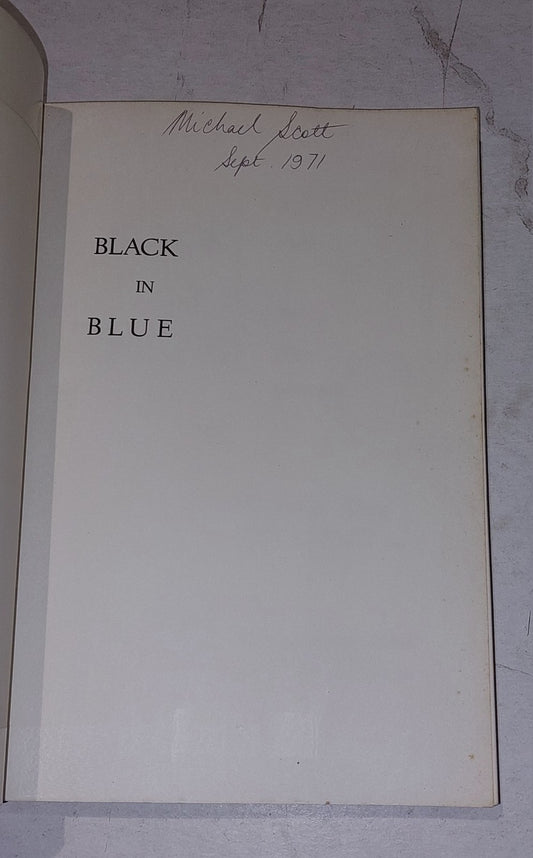 Michael Scott
Sept. 1971
BLACK
IN
BLUE